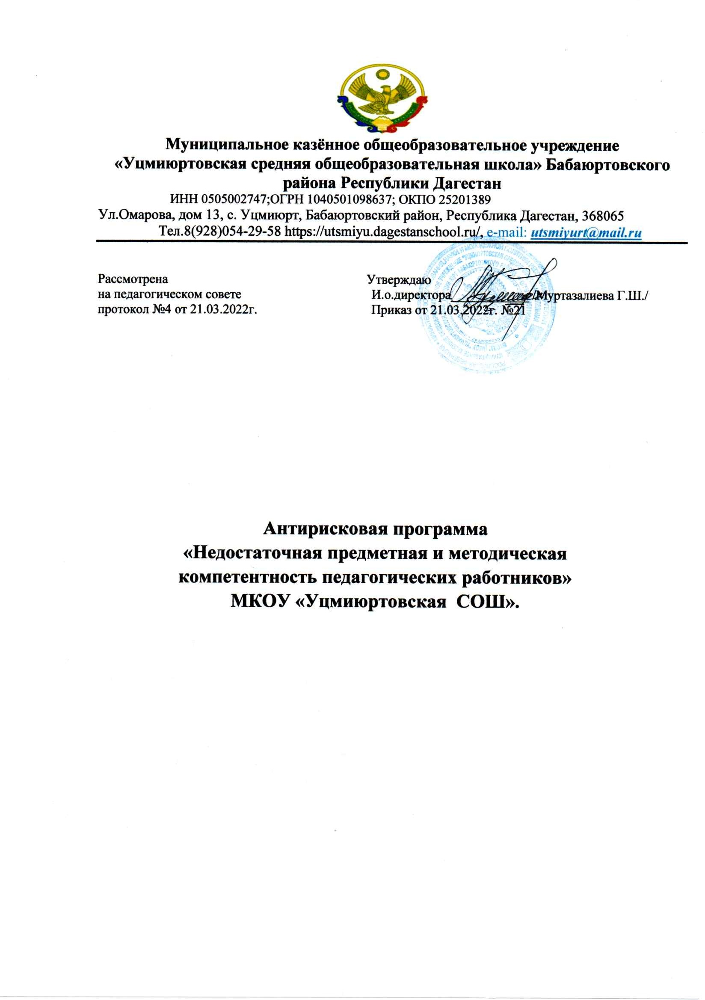 Муниципальное казённое общеобразовательное учреждение
«Уцмиюртовская средняя общеобразовательная школа» Бабаюртовского
района Республики Дагестан
ИНН 0505002747;ОГРН 1040501098637; ОКПО 25201389
Ул.Омарова, дом 13, с. Уцмиюрт, Бабаюртовский район, Республика Дагестан, 368065
Тел.8(928)054-29-58 https://utsmiyu.dagestanschool.ru/, e-mail: utsmiyurt@mail.ru
Рассмотрена
на педагогическом совете
протокол №4 от 21.03.2022г.
Утверждаю
И.о.директора /Муртазалиева Г.Ш./
Приказ от 21.03.2022г. №21
Антирисковая программа
«Недостаточная предметная и методическая
компетентность педагогических работников»
МКОУ «Уцмиюртовская СОШ».